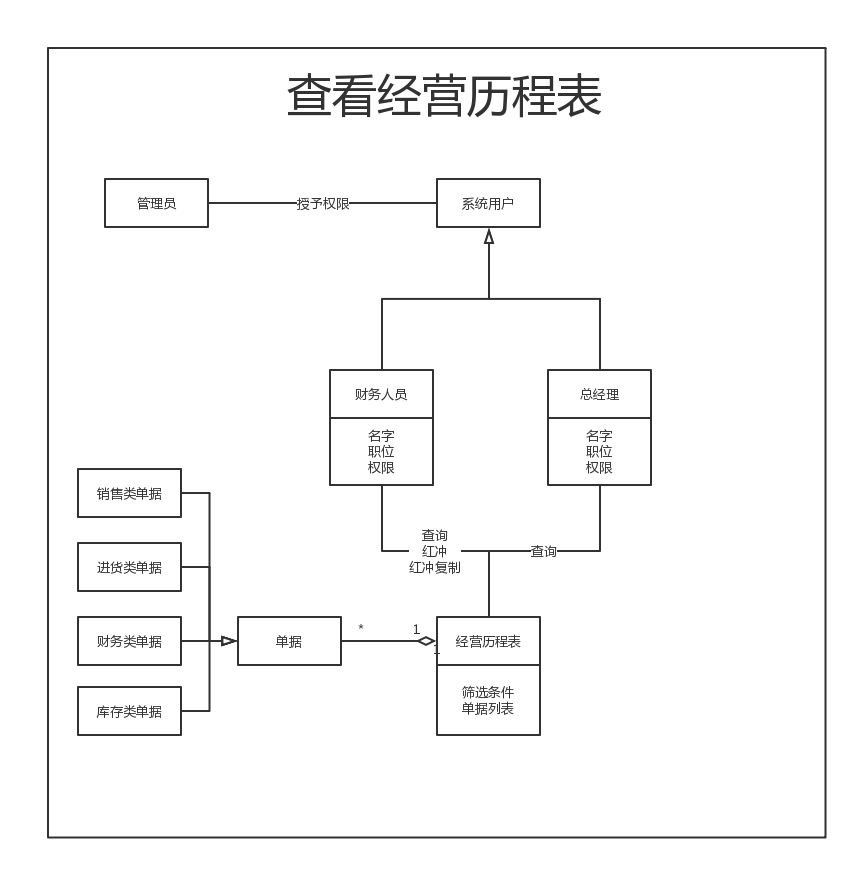 查看经营历程表
管理员
授予权限
系统用户
财务人员
名字
职位
权限
总经理
名字
职位
权限
销售类单据
进货类单据
财务类单据
库存类单据
查询
红冲
红冲复制
查询
单据
*
1
1
经营历程表
筛选条件
单据列表